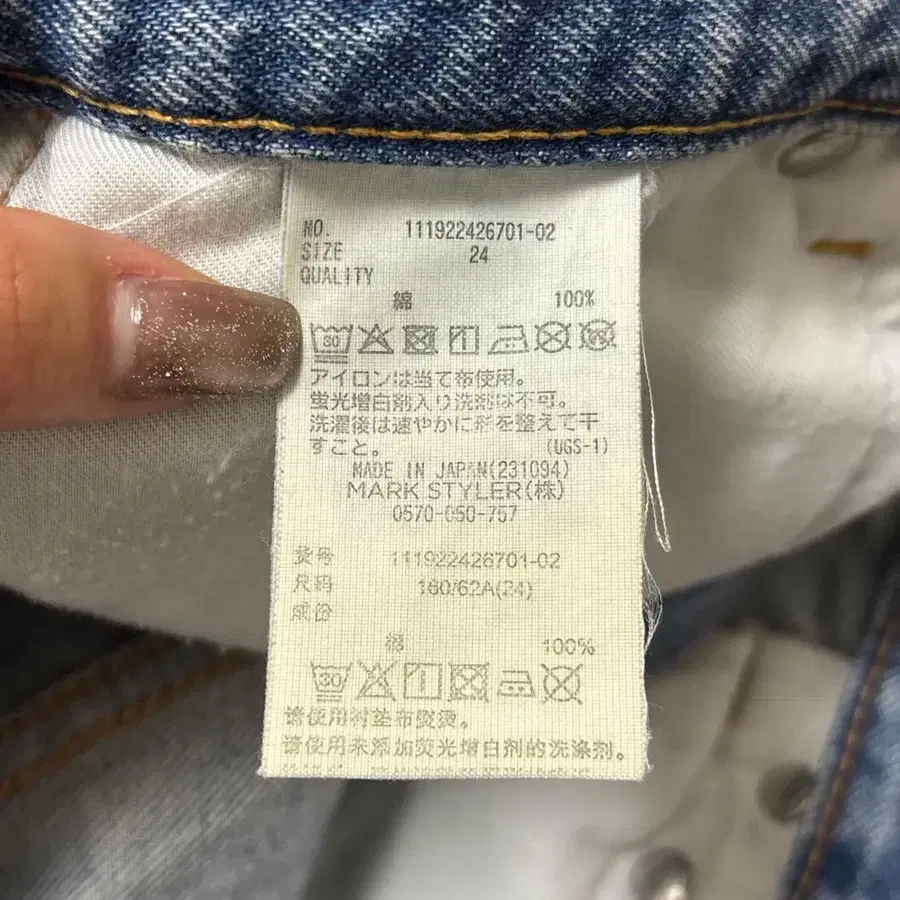 NO. 111922426701-02
SIZE 24
QUALITY
綿 100%
30
アイロンは当て布使用。
蛍光増白剤入り洗剤は不可。
洗濯後は速やかに形を整えて干
すこと。 (UGS-1)
MADE IN JAPAN(231094)
MARK STYLER(株)
0570-050-757
货号 111922426701-02
尺码 160/62A(24)
成份
棉 100%
30
请使用衬垫布熨烫。
请使用未添加荧光增白剂的洗涤剂。